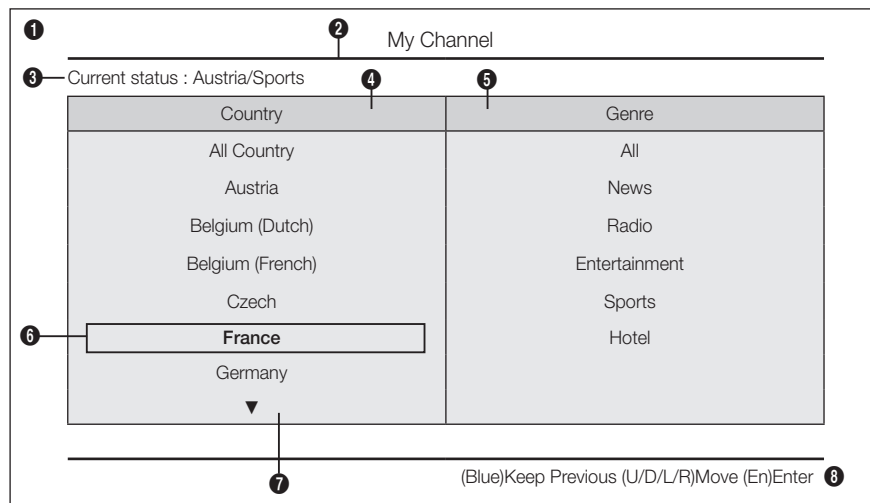 ❶
❷ My Channel
❸ Current status : Austria/Sports
❹ ❺
Country Genre
All Country All
Austria News
Belgium (Dutch) Radio
Belgium (French) Entertainment
Czech Sports
❻ France Hotel
Germany
▼
❼
(Blue)Keep Previous (U/D/L/R)Move (En)Enter ❽